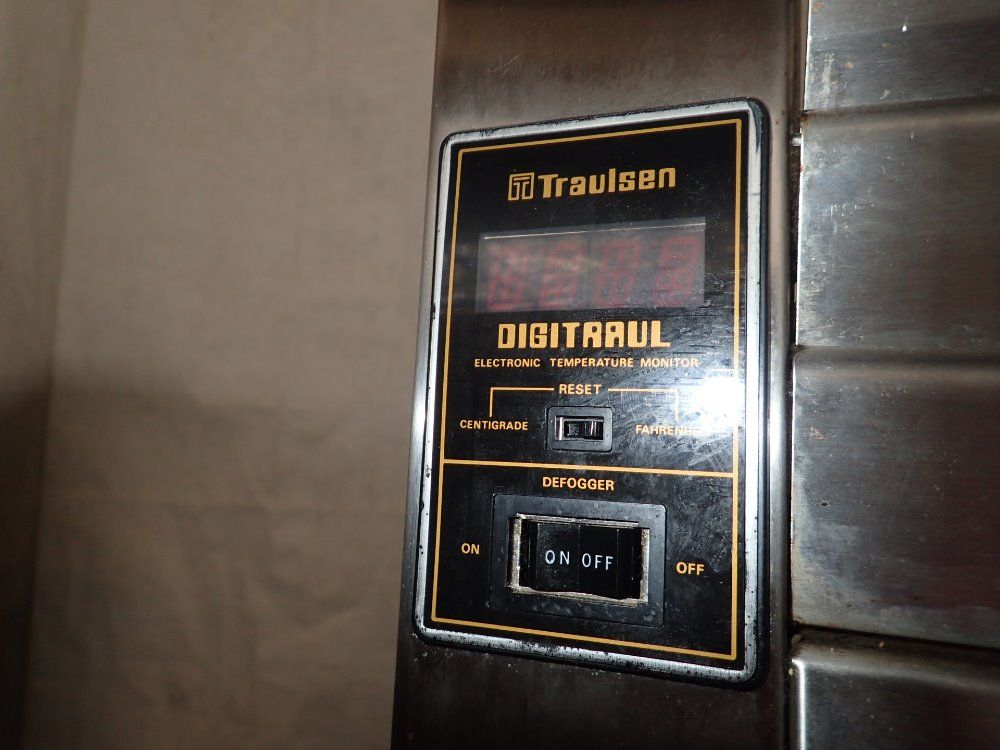 Traulsen
DIGITRAUL
ELECTRONIC TEMPERATURE MONITOR
RESET
CENTIGRADE
DEFOGGER
ON
ON OFF
OFF